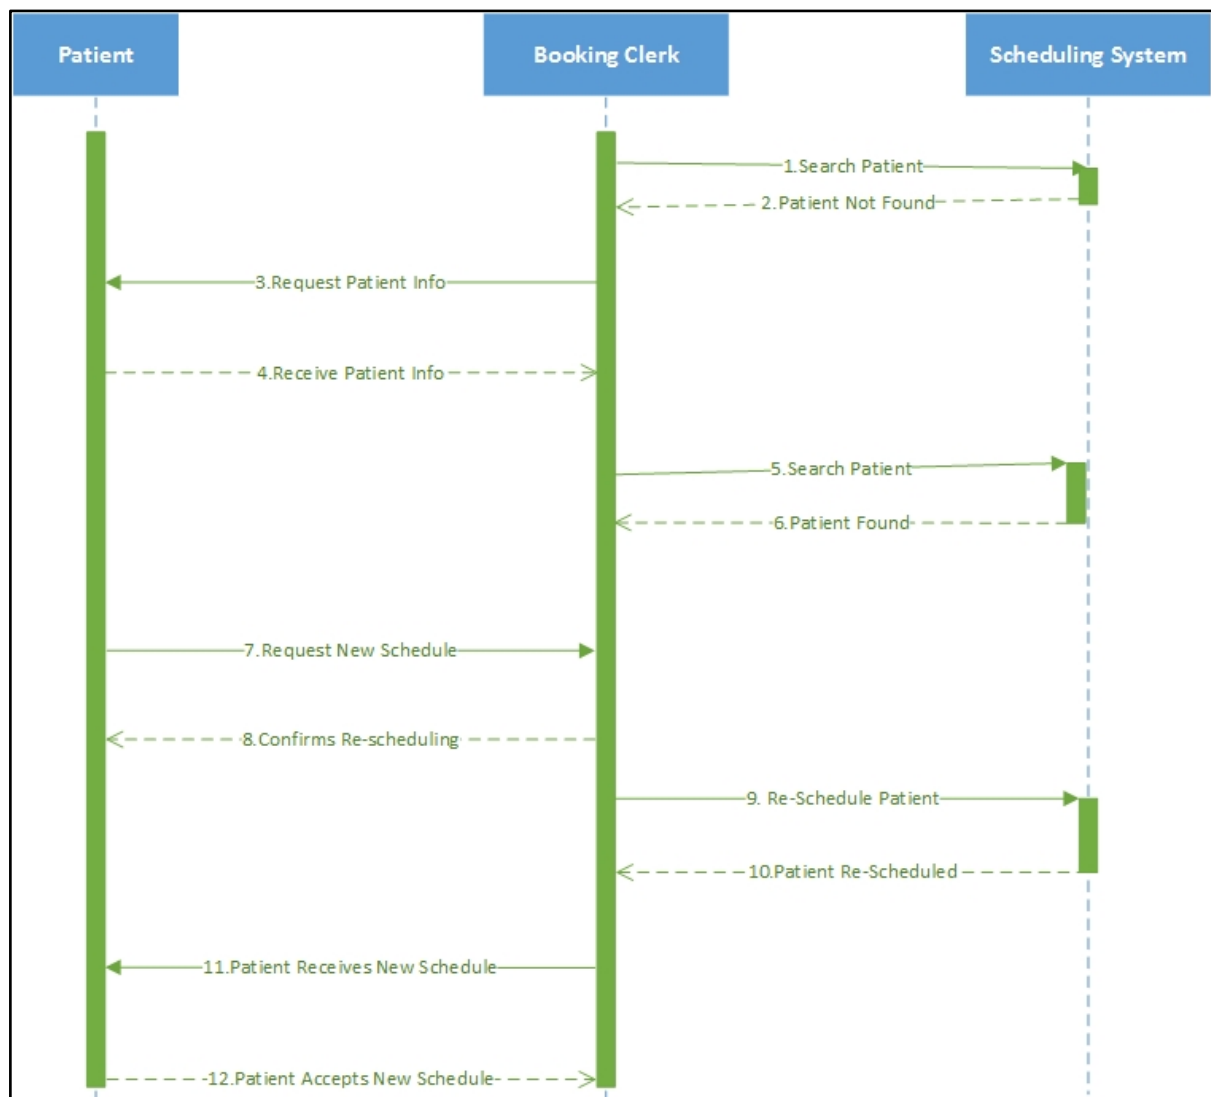 Patient
Booking Clerk
Scheduling System
1.Search Patient
2.Patient Not Found
3.Request Patient Info
4.Receive Patient Info
5.Search Patient
6.Patient Found
7.Request New Schedule
8.Confirms Re-scheduling
9. Re-Schedule Patient
10.Patient Re-Scheduled
11.Patient Receives New Schedule
12.Patient Accepts New Schedule